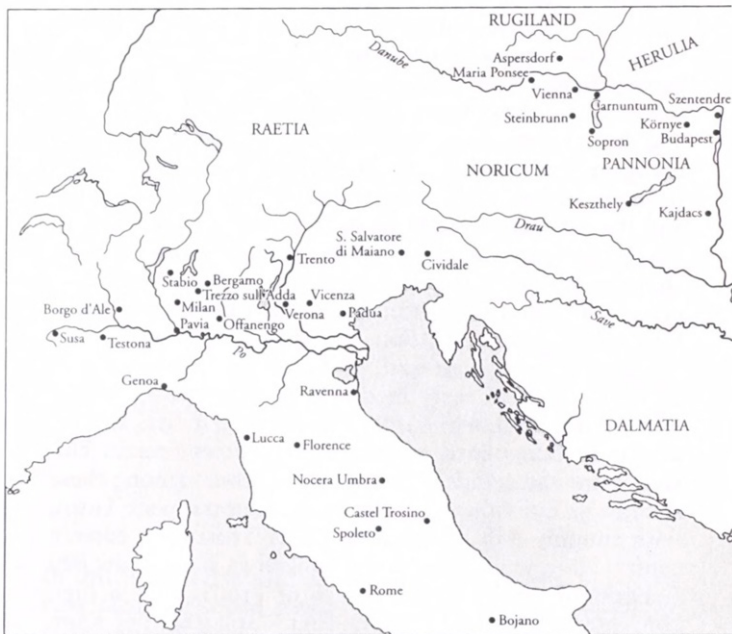 RUGILAND
HERULIA
Aspersdorf
Danube
Maria Ponsee
Vienna
Carnuntum
Szentendre
Steinbrunn
Környe
Sopron
Budapest
RAETIA
NORICUM
PANNONIA
Keszthely
Kajdacs
Drau
S. Salvatore
di Maiano
Trento
Cividale
Stabio
Bergamo
Trezzo sull'Adda
Vicenza
Borgo d'Ale
Milan
Verona
Padua
Save
Pavia
Offanengo
Susa
Testona
Po
Genoa
Ravenna
DALMATIA
Lucca
Florence
Nocera Umbra
Castel Trosino
Spoleto
Rome
Bojano